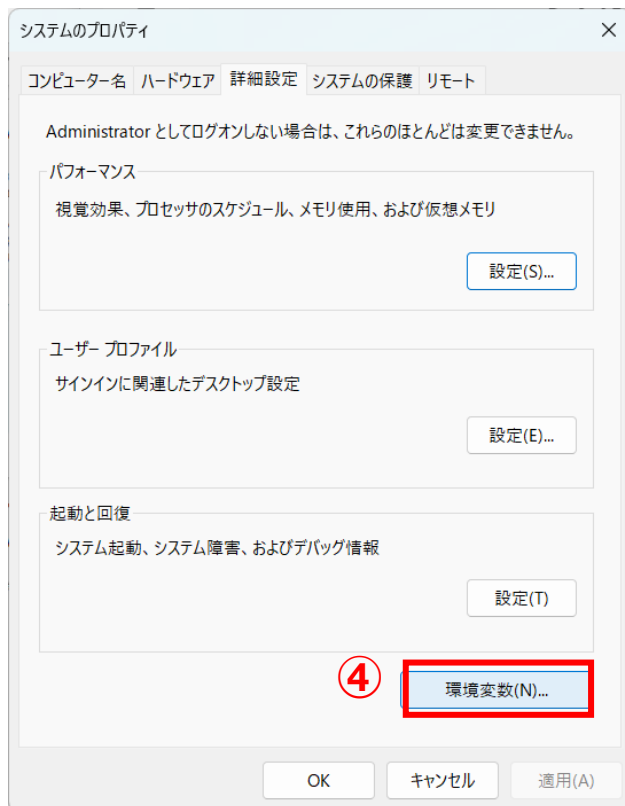 システムのプロパティ
コンピューター名 ハードウェア 詳細設定 システムの保護 リモート
Administrator としてログオンしない場合は、これらのほとんどは変更できません。
パフォーマンス
視覚効果、プロセッサのスケジュール、メモリ使用、および仮想メモリ
設定(S)...
ユーザー プロファイル
サインインに関連したデスクトップ設定
設定(E)...
起動と回復
システム起動、システム障害、およびデバッグ情報
設定(T)
④ 環境変数(N)...
OK キャンセル 適用(A)